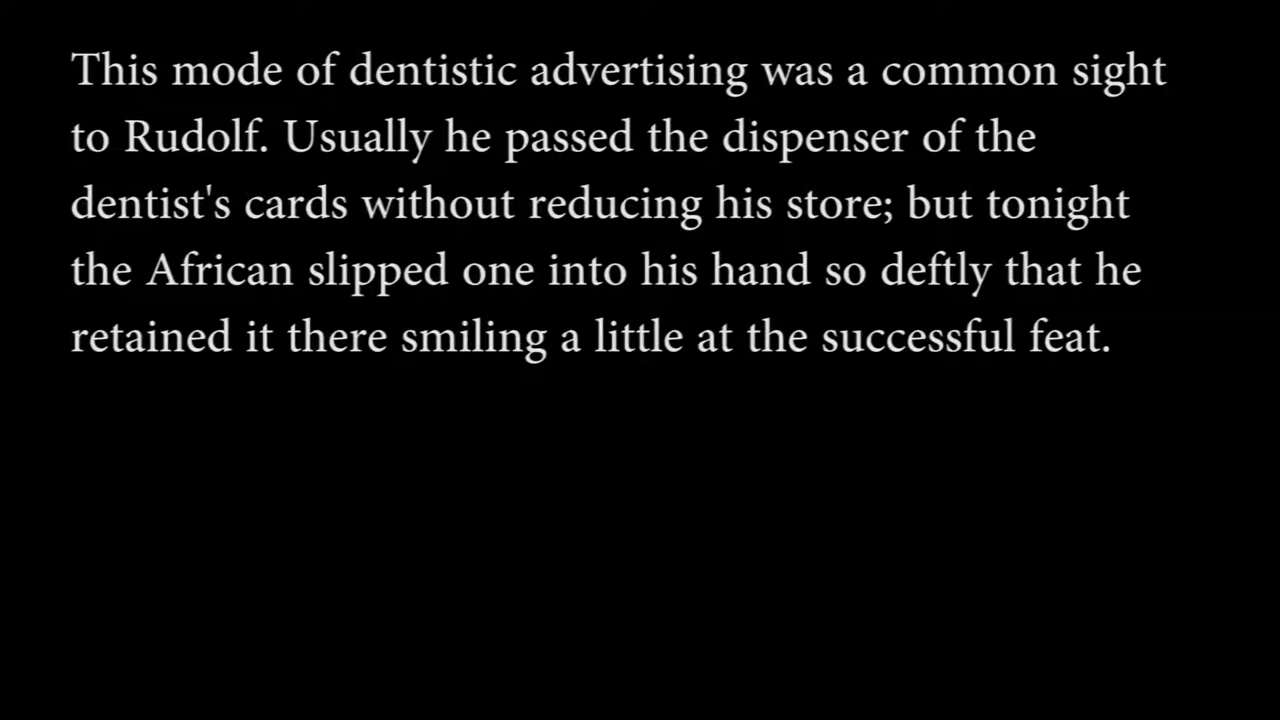 This mode of dentistic advertising was a common sight
to Rudolf. Usually he passed the dispenser of the
dentist's cards without reducing his store; but tonight
the African slipped one into his hand so deftly that he
retained it there smiling a little at the successful feat.